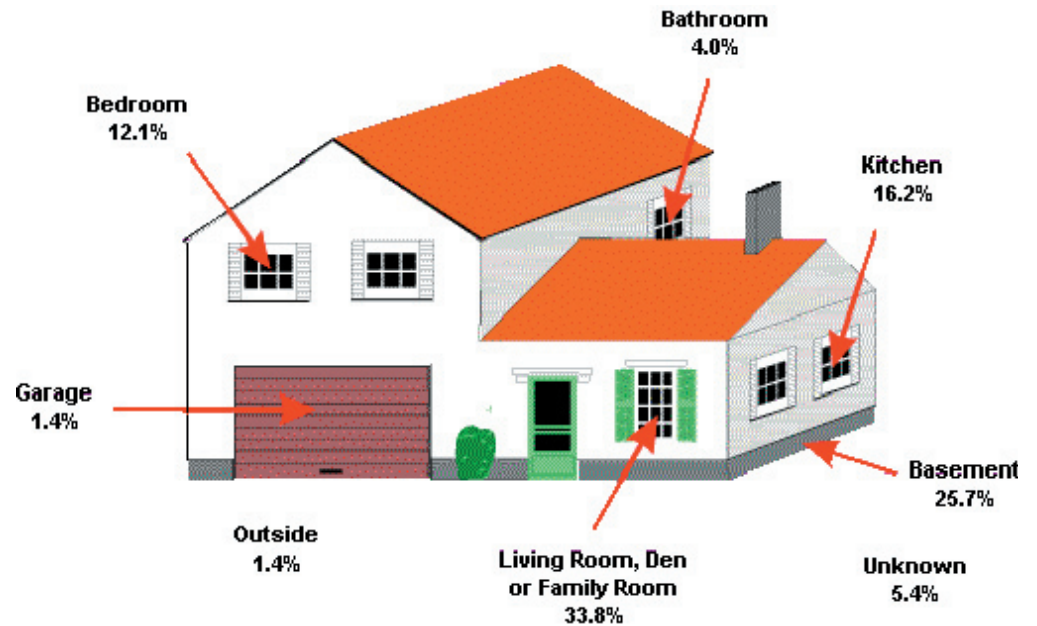 Bathroom
4.0%
Bedroom
12.1%
Kitchen
16.2%
Garage
1.4%
Basement
25.7%
Outside
1.4%
Living Room, Den
or Family Room
33.8%
Unknown
5.4%